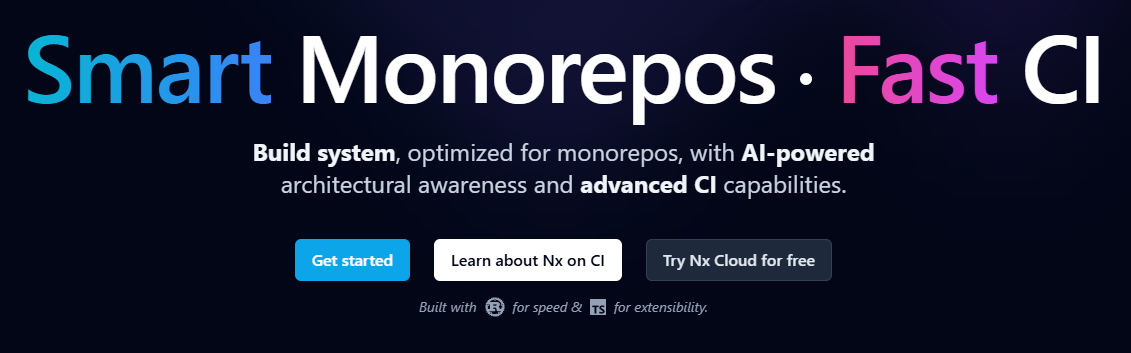 Smart Monorepos · Fast CI
Build system, optimized for monorepos, with AI-powered
architectural awareness and advanced CI capabilities.
Get started
Learn about Nx on CI
Try Nx Cloud for free
Built with R for speed & TS for extensibility.